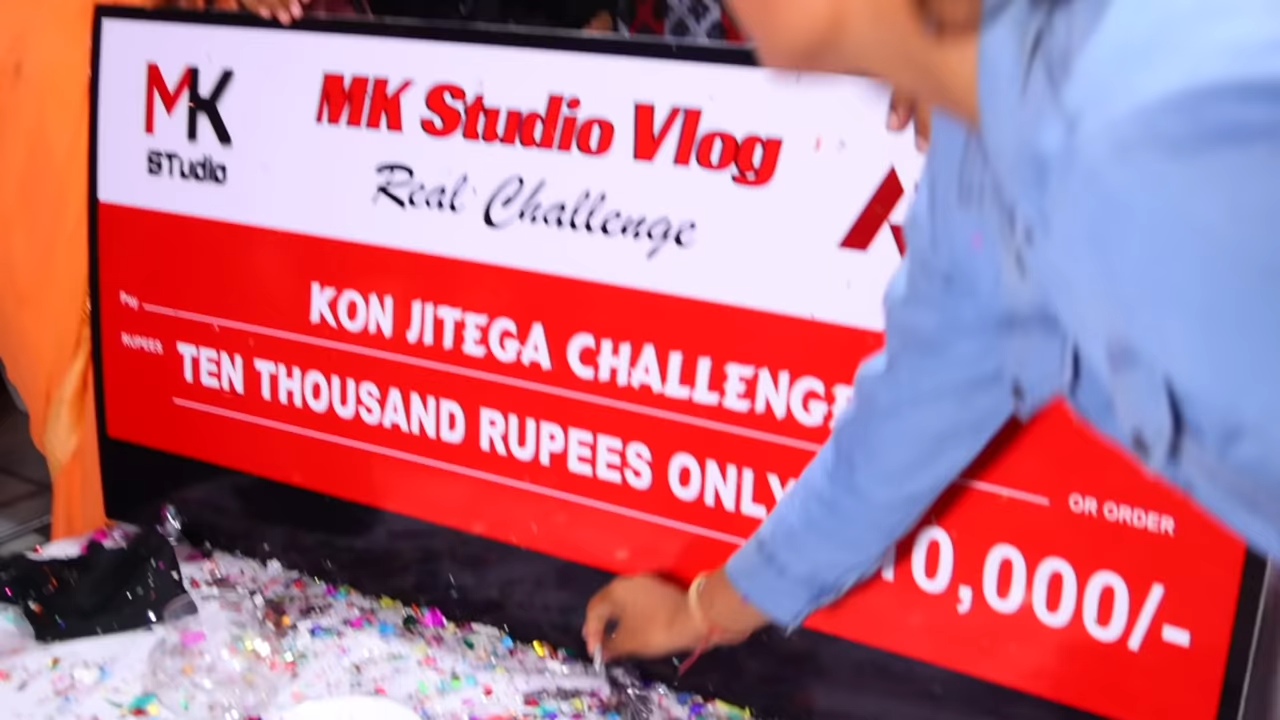 MK
STudio
MK Studio Vlog
Real Challenge
Pay
KON JITEGA CHALLENGE
RUPEES
TEN THOUSAND RUPEES ONLY
OR ORDER
10,000/-